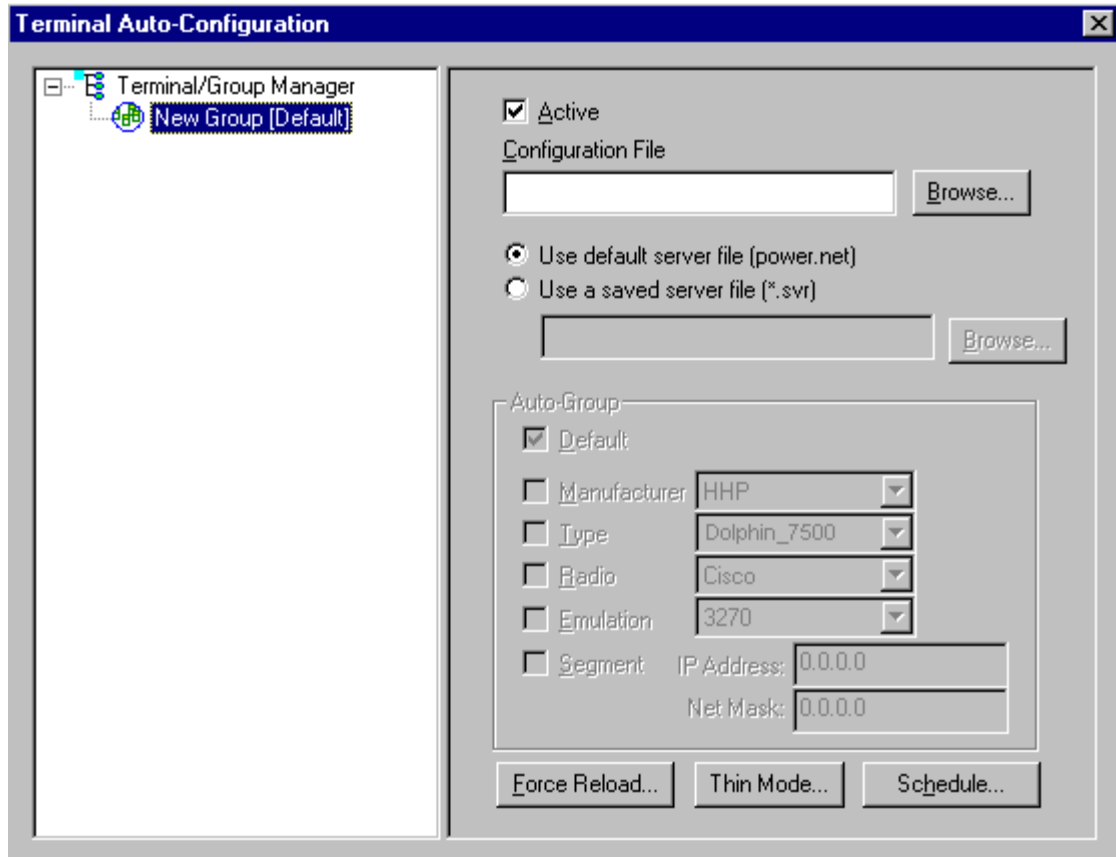 Terminal Auto-Configuration
Terminal/Group Manager
New Group [Default]
Active
Configuration File
Browse...
Use default server file (power.net)
Use a saved server file (*.svr)
Browse...
Auto-Group
Default
Manufacturer HHP
Type Dolphin_7500
Radio Cisco
Emulation 3270
Segment IP Address: 0.0.0.0
Net Mask: 0.0.0.0
Force Reload... Thin Mode... Schedule...